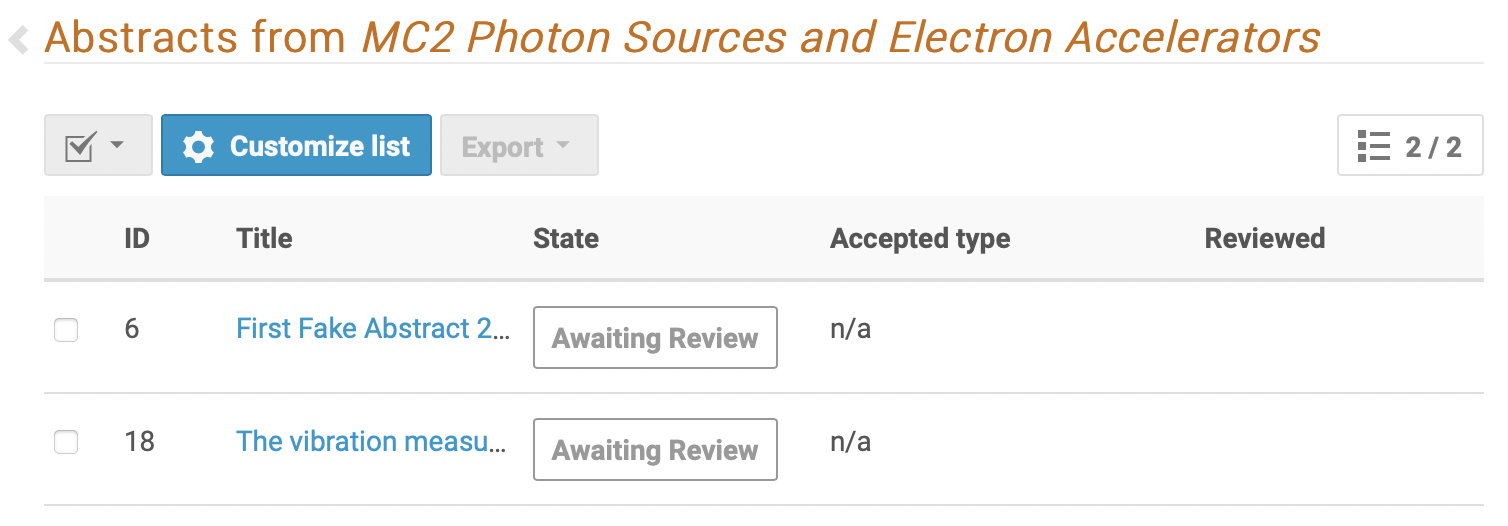 Abstracts from MC2 Photon Sources and Electron Accelerators
Customize list Export 2 / 2
ID Title State Accepted type Reviewed
6 First Fake Abstract 2... Awaiting Review n/a
18 The vibration measu... Awaiting Review n/a